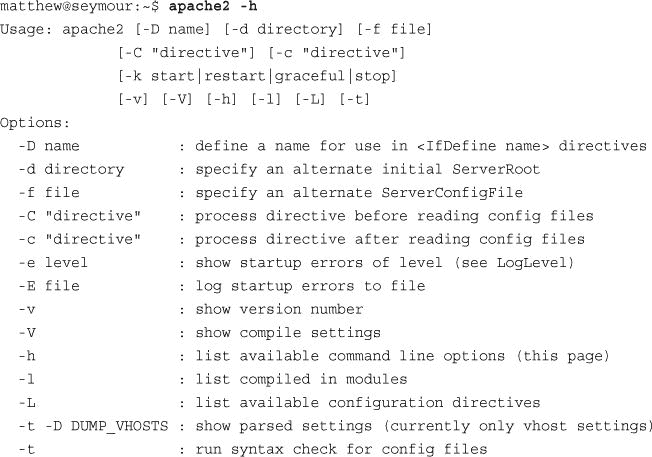 matthew@seymour:~$ apache2 -h
Usage: apache2 [-D name] [-d directory] [-f file]
[-C "directive"] [-c "directive"]
[-k start|restart|graceful|stop]
[-v] [-V] [-h] [-l] [-L] [-t]
Options:
-D name : define a name for use in <IfDefine name> directives
-d directory : specify an alternate initial ServerRoot
-f file : specify an alternate ServerConfigFile
-C "directive" : process directive before reading config files
-c "directive" : process directive after reading config files
-e level : show startup errors of level (see LogLevel)
-E file : log startup errors to file
-v : show version number
-V : show compile settings
-h : list available command line options (this page)
-l : list compiled in modules
-L : list available configuration directives
-t -D DUMP_VHOSTS : show parsed settings (currently only vhost settings)
-t : run syntax check for config files